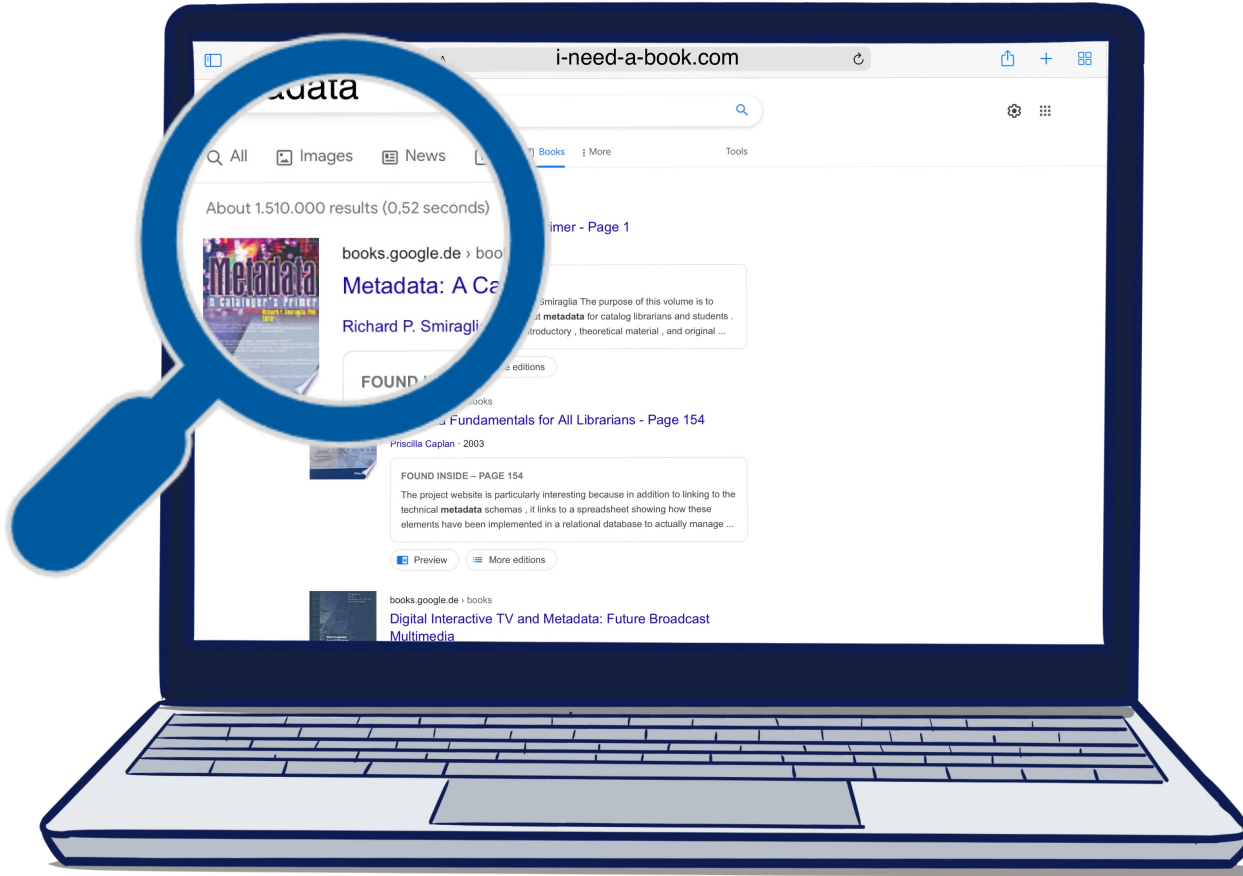 i-need-a-book.com
adata
All Images News Books More Tools
About 1.510.000 results (0,52 seconds)
books.google.de › boo
imer - Page 1
Metadata: A Ca
Richard P. Smiragli
Metadata
A Cataloger's Primer
Smiraglia The purpose of this volume is to
metadata for catalog librarians and students .
troductory , theoretical material , and original ...
FOUND
editions
ooks
Fundamentals for All Librarians - Page 154
Priscilla Caplan · 2003
FOUND INSIDE – PAGE 154
The project website is particularly interesting because in addition to linking to the
technical metadata schemas , it links to a spreadsheet showing how these
elements have been implemented in a relational database to actually manage ...
Preview More editions
books.google.de › books
Digital Interactive TV and Metadata: Future Broadcast
Multimedia